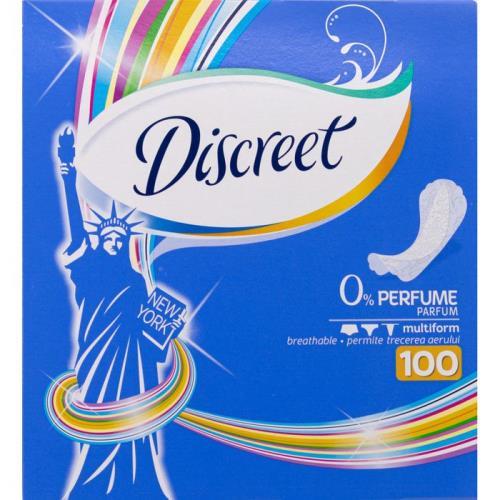 Discreet
NEW
YORK
0% PERFUME
PARFUM
multiform
breathable • permite trecerea aerului
100